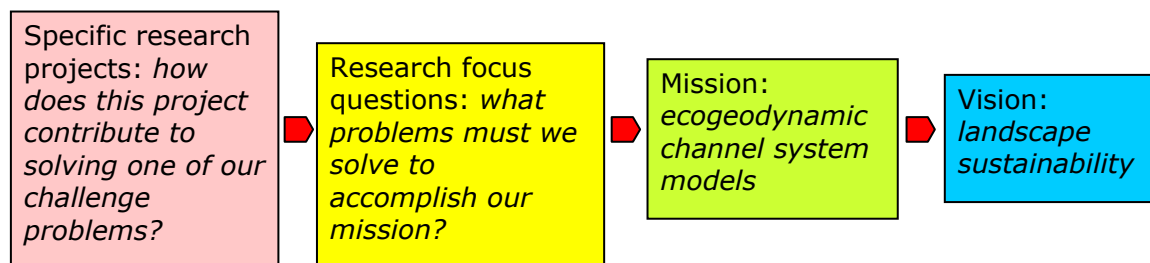 Specific research
projects: how
does this project
contribute to
solving one of our
challenge
problems?
Research focus
questions: what
problems must we
solve to
accomplish our
mission?
Mission:
ecogeodynamic
channel system
models
Vision:
landscape
sustainability